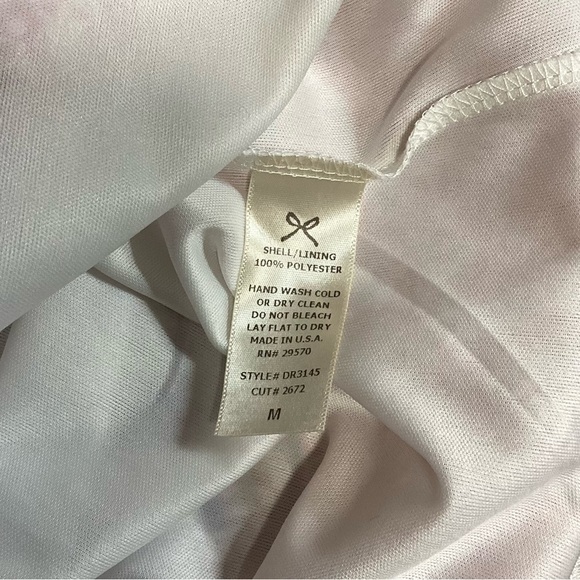 SHELL/LINING
100% POLYESTER
HAND WASH COLD
OR DRY CLEAN
DO NOT BLEACH
LAY FLAT TO DRY
MADE IN U.S.A.
RN# 29570
STYLE# DR3145
CUT# 2672
M